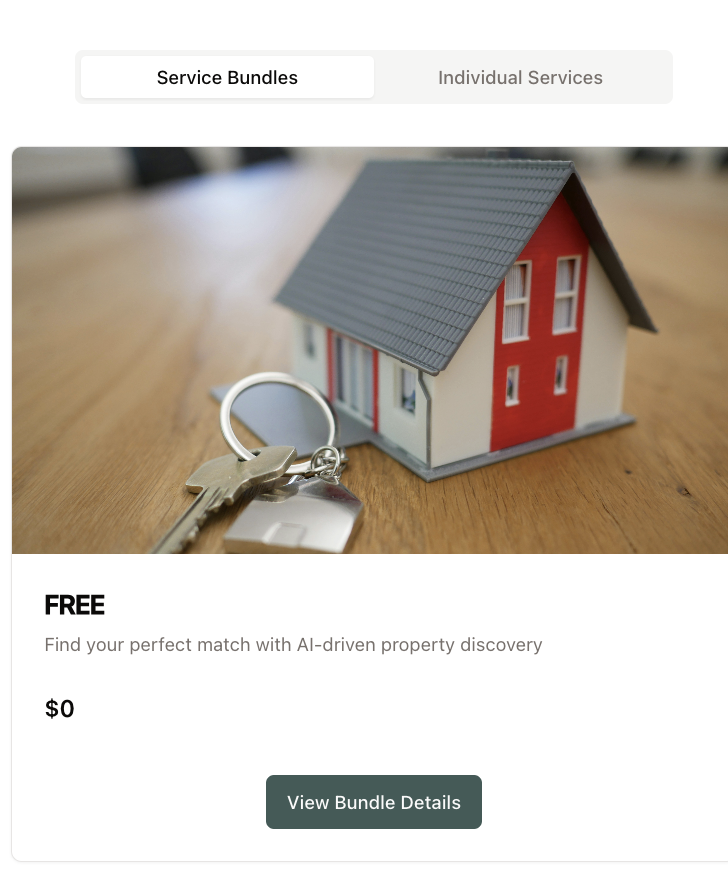 Service Bundles
Individual Services
FREE
Find your perfect match with AI-driven property discovery
$0
View Bundle Details